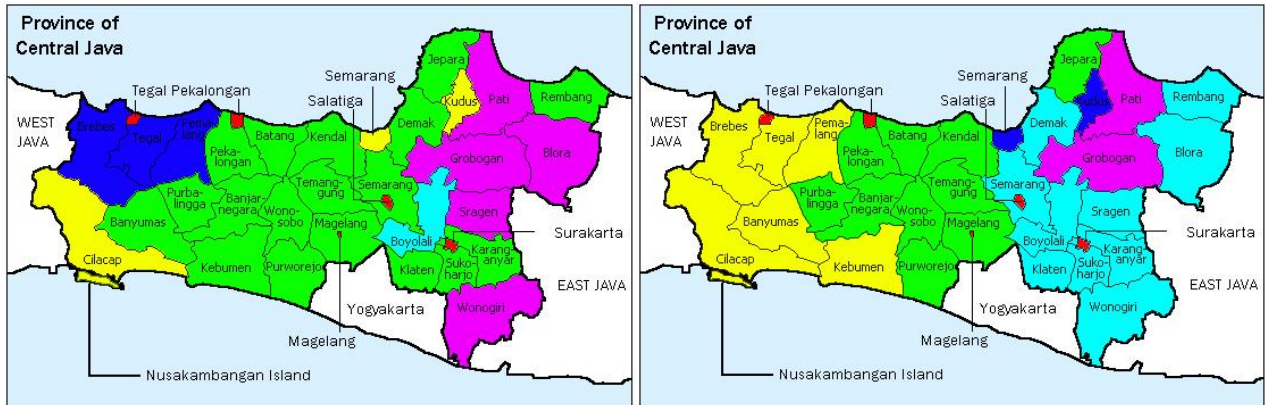 Province of
Central Java
Semarang
Tegal Pekalongan
Salatiga
WEST
JAVA
Brebes
Tegal
Pema-
lang
Peka-
longan
Batang
Kendal
Demak
Jepara
Kudus
Pati
Rembang
Grobogan
Blora
Purba-
lingga
Banjar-
negara
Temang-
gung
Semarang
Banyumas
Wono-
sobo
Magelang
Sragen
Boyolali
Surakarta
Cilacap
Kebumen
Purworejo
Klaten
Suko-
harjo
Karang-
anyar
EAST JAVA
Yogyakarta
Wonogiri
Magelang
Nusakambangan Island
Province of
Central Java
Semarang
Tegal Pekalongan
Salatiga
WEST
JAVA
Brebes
Tegal
Pema-
lang
Peka-
longan
Batang
Kendal
Demak
Jepara
Kudus
Pati
Rembang
Grobogan
Blora
Purba-
lingga
Banjar-
negara
Temang-
gung
Semarang
Banyumas
Wono-
sobo
Magelang
Sragen
Boyolali
Surakarta
Cilacap
Kebumen
Purworejo
Klaten
Suko-
harjo
Karang-
anyar
EAST JAVA
Yogyakarta
Wonogiri
Magelang
Nusakambangan Island